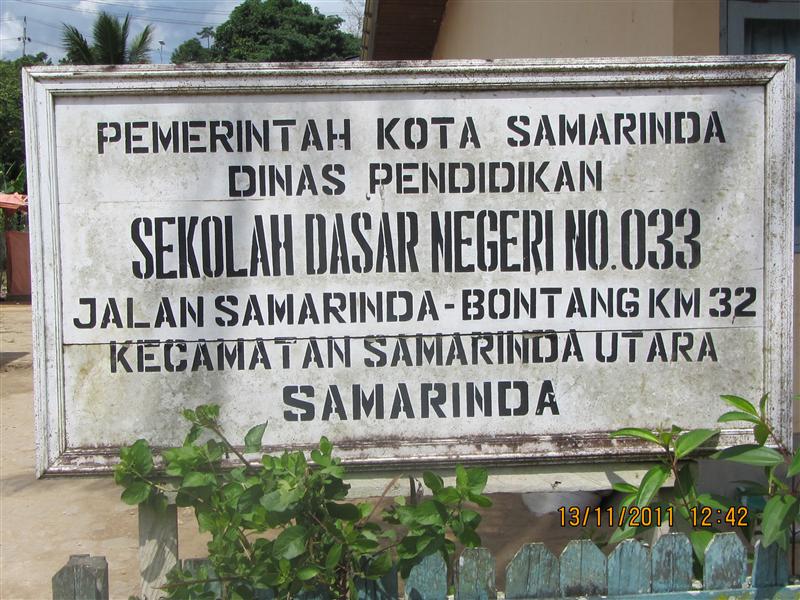 PEMERINTAH KOTA SAMARINDA
DINAS PENDIDIKAN
SEKOLAH DASAR NEGERI NO.033
JALAN SAMARINDA-BONTANG KM 32
KECAMATAN SAMARINDA UTARA
SAMARINDA
13/11/2011 12:42